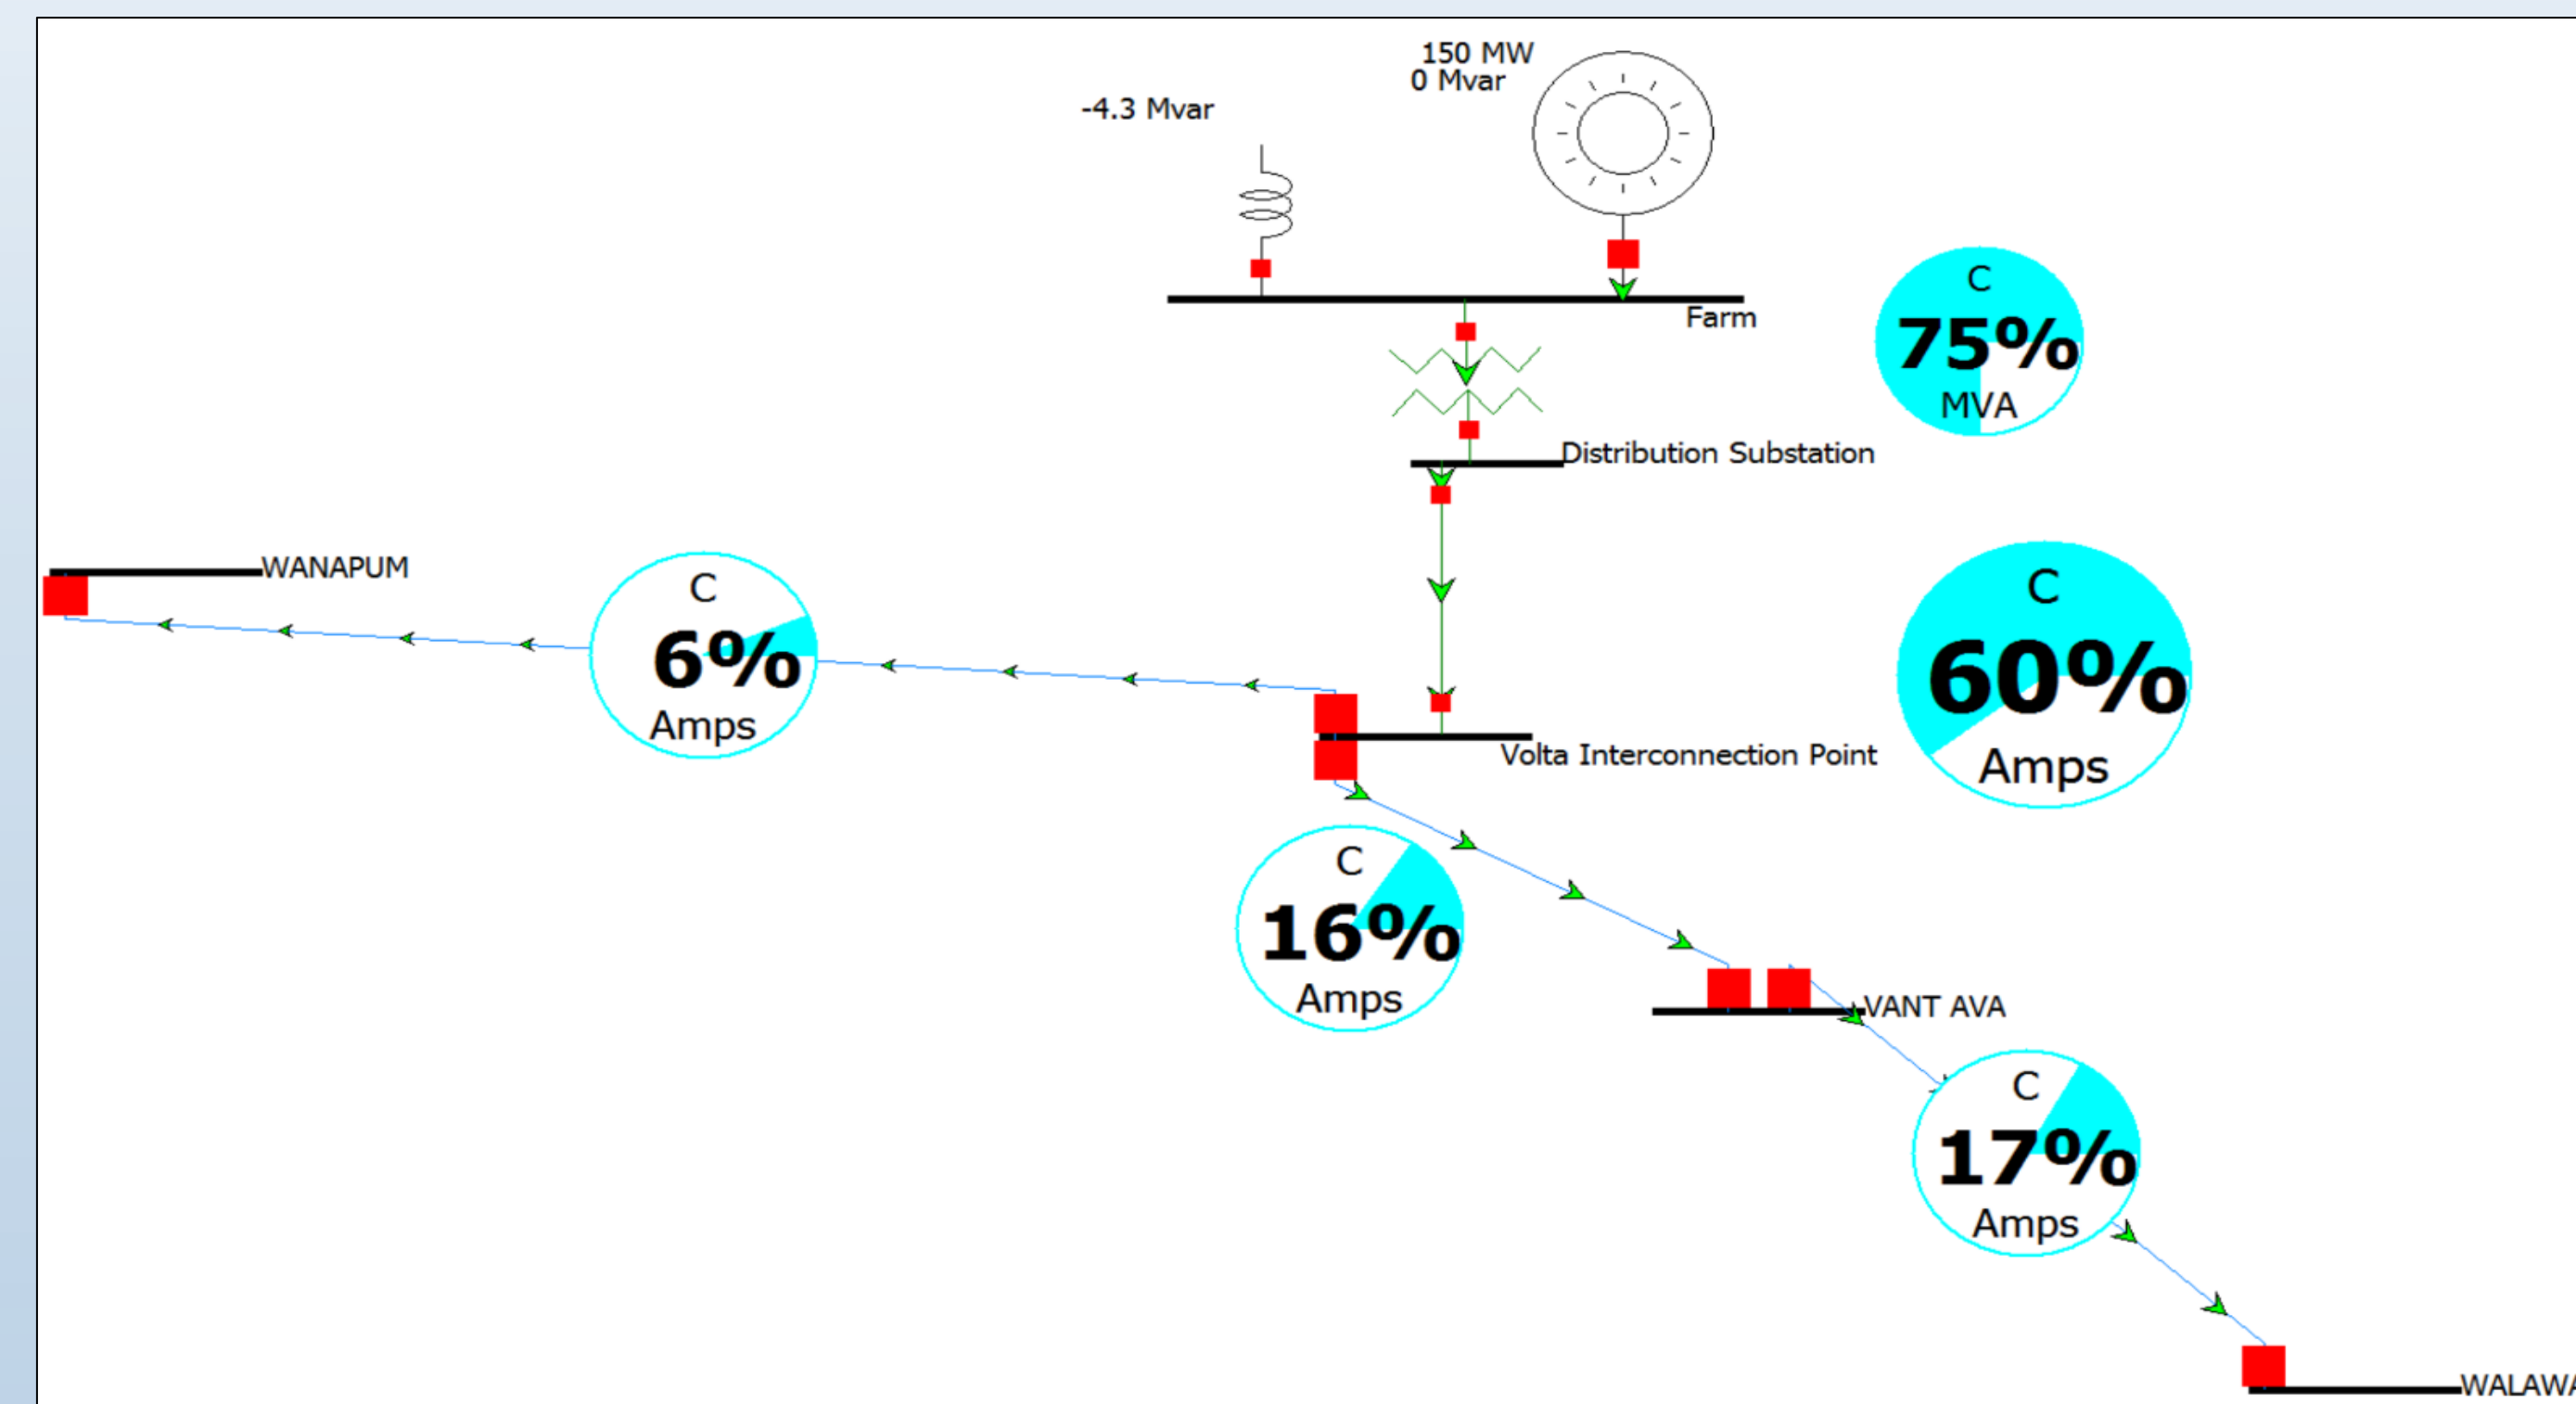 150 MW
0 Mvar
-4.3 Mvar
Farm
C
75%
MVA
Distribution Substation
WANAPUM
C
6%
Amps
C
60%
Amps
Volta Interconnection Point
C
16%
Amps
VANT AVA
C
17%
Amps